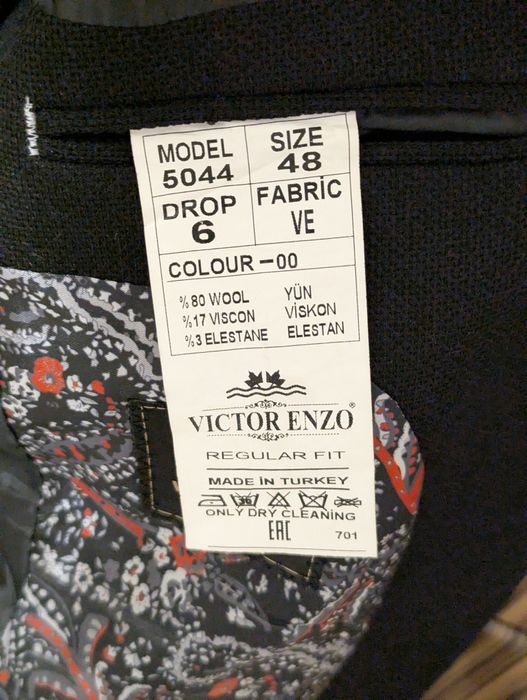 MODEL
5044
SIZE
48
DROP
6
FABRİC
VE
COLOUR -00
%80 WOOL YÜN
%17 VISCON VİSKON
%3 ELESTANE ELESTAN
VICTOR ENZO®
REGULAR FIT
MADE İN TURKEY
ONLY DRY CLEANING
EAC
701